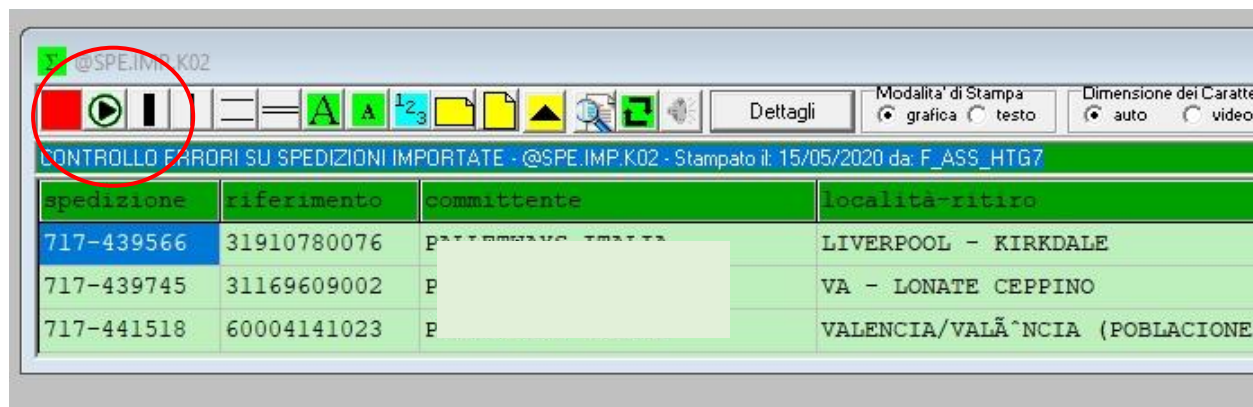 @SPE.IMP.K02
Dettagli
Modalita' di Stampa
grafica testo
Dimensione dei Caratte
auto video
CONTROLLO ERRORI SU SPEDIZIONI IMPORTATE - @SPE.IMP.K02 - Stampato il: 15/05/2020 da: F_ASS_HTG7
spedizione riferimento committente località-ritiro
717-439566 31910780076 LIVERPOOL - KIRKDALE
717-439745 31169609002 P VA - LONATE CEPPINO
717-441518 60004141023 P VALENCIA/VALÃˆNCIA (POBLACIONE